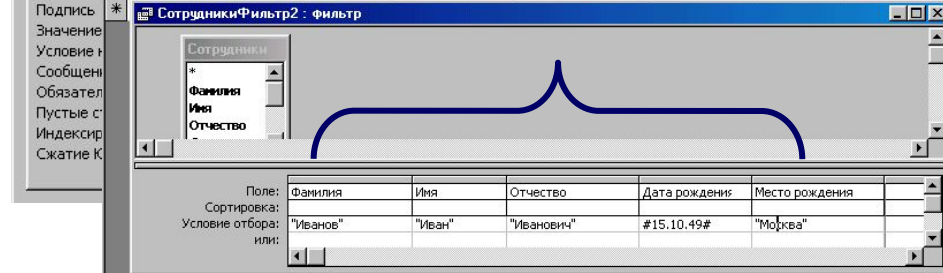 Подпись
Значение
Условие н
Сообщени
Обязател
Пустые ст
Индексир
Сжатие К
* СотрудникиФильтр2 : фильтр
Сотрудники
*
Фамилия
Имя
Отчество
Поле: Фамилия Имя Отчество Дата рождения Место рождения
Сортировка:
Условие отбора: "Иванов" "Иван" "Иванович" #15.10.49# "Москва"
или: